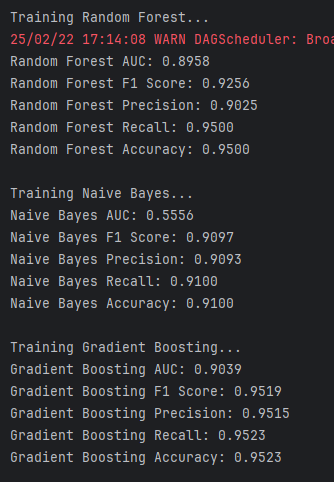 Training Random Forest...
25/02/22 17:14:08 WARN DAGScheduler:
Random Forest AUC: 0.8958
Random Forest F1 Score: 0.9256
Random Forest Precision: 0.9025
Random Forest Recall: 0.9500
Random Forest Accuracy: 0.9500
Training Naive Bayes...
Naive Bayes AUC: 0.5556
Naive Bayes F1 Score: 0.9097
Naive Bayes Precision: 0.9093
Naive Bayes Recall: 0.9100
Naive Bayes Accuracy: 0.9100
Training Gradient Boosting...
Gradient Boosting AUC: 0.9039
Gradient Boosting F1 Score: 0.9519
Gradient Boosting Precision: 0.9515
Gradient Boosting Recall: 0.9523
Gradient Boosting Accuracy: 0.9523